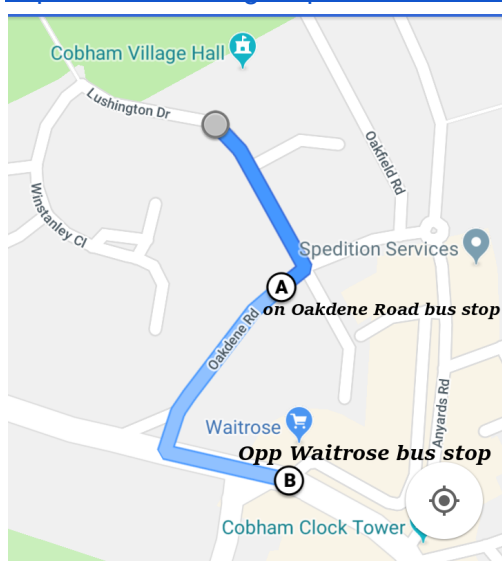 Cobham Village Hall
Lushington Dr
Oakfield Rd
Winstanley Cl
Spedition Services
A
on Oakdene Road bus stop
Oakdene Rd
Anyards Rd
Waitrose
Opp Waitrose bus stop
B
Cobham Clock Tower